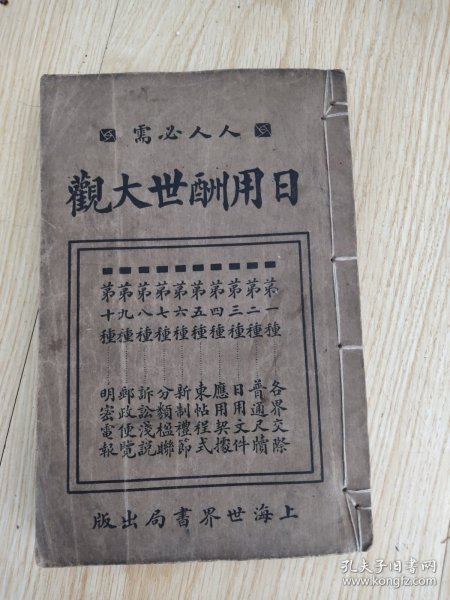 人人必需
日用酬世大觀
第一種 各界交際
第二種 普通尺牘
第三種 日用文件
第四種 應用契據
第五種 柬帖程式
第六種 新制禮節
第七種 分類楹聯
第八種 訴訟淺說
第九種 郵政便覽
第十種 明密電報
上海世界書局出版
孔夫子旧书网
www.kongfz.com